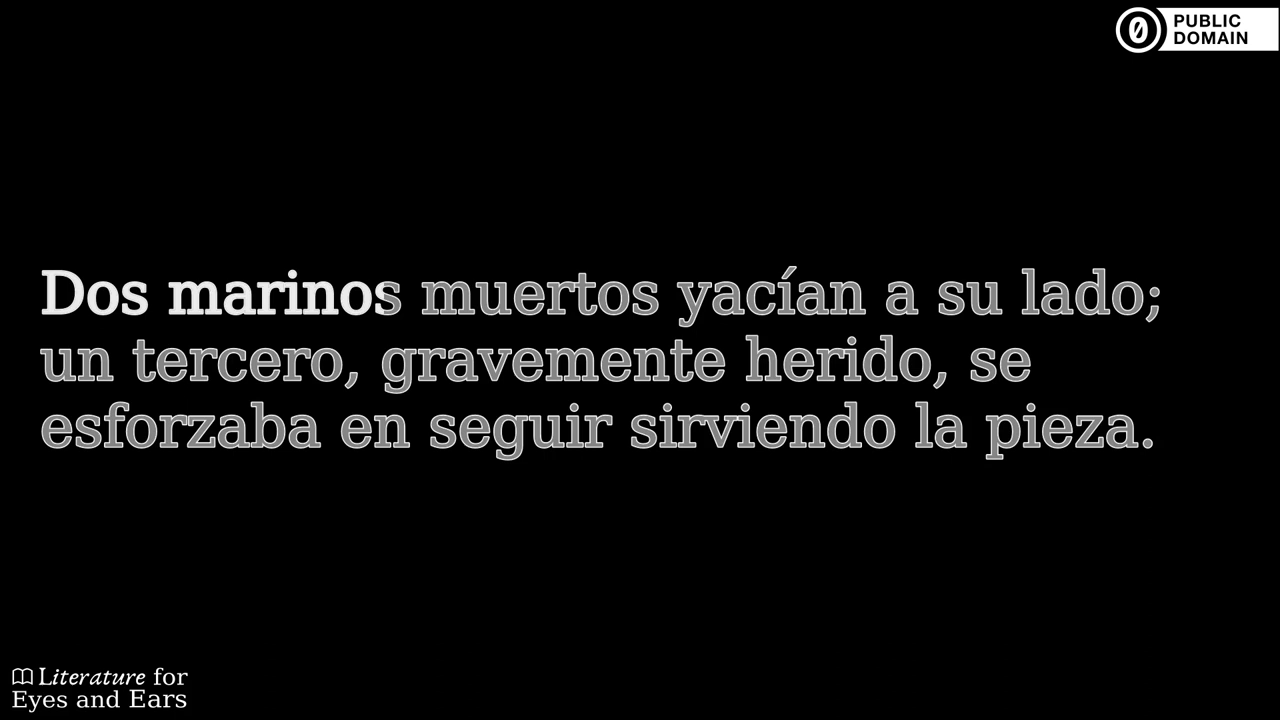 PUBLIC
DOMAIN
Dos marinos muertos yacían a su lado;
un tercero, gravemente herido, se
esforzaba en seguir sirviendo la pieza.
Literature for
Eyes and Ears